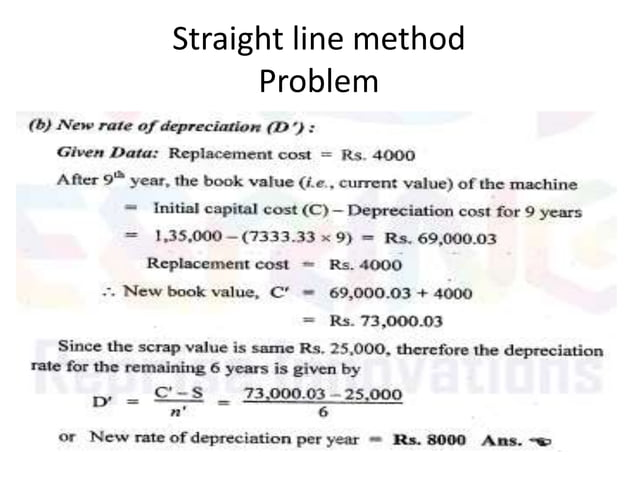 Straight line method
Problem
(b) New rate of depreciation (D′) :
Given Data: Replacement cost = Rs. 4000
After 9th year, the book value (i.e., current value) of the machine
= Initial capital cost (C) – Depreciation cost for 9 years
= 1,35,000 – (7333.33 × 9) = Rs. 69,000.03
Replacement cost = Rs. 4000
∴ New book value, C′ = 69,000.03 + 4000
= Rs. 73,000.03
Since the scrap value is same Rs. 25,000, therefore the depreciation
rate for the remaining 6 years is given by
D′ = C′ – S / n′ = 73,000.03 – 25,000 / 6
or New rate of depreciation per year = Rs. 8000 Ans.